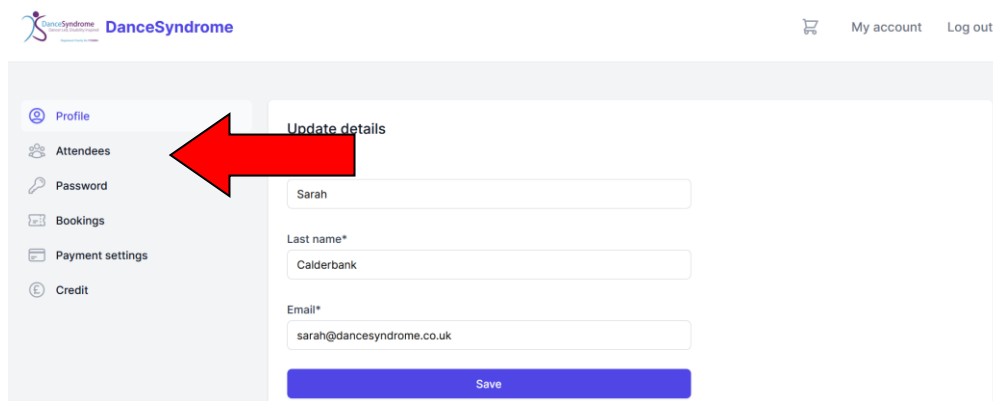 DanceSyndrome
DanceSyndrome
My account
Log out
Profile
Attendees
Password
Bookings
Payment settings
Credit
Update details
Sarah
Last name*
Calderbank
Email*
sarah@dancesyndrome.co.uk
Save